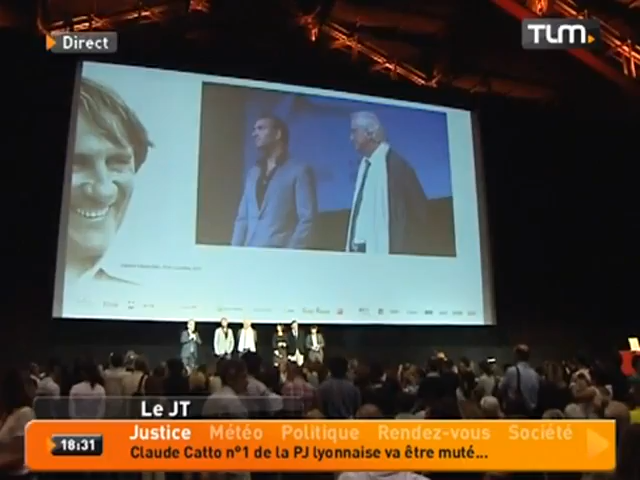 Direct
TLM
Le JT
18:31
Justice Météo Politique Rendez-vous Société
Claude Catto n°1 de la PJ lyonnaise va être muté...